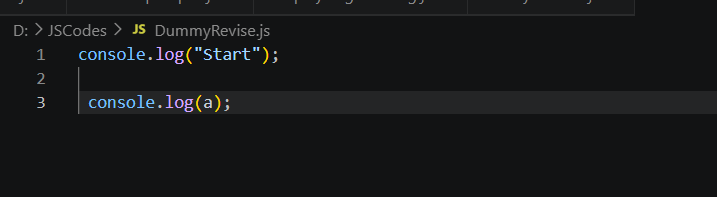 D: > JSCodes > JS DummyRevise.js
1 console.log("Start");
2
3 console.log(a);